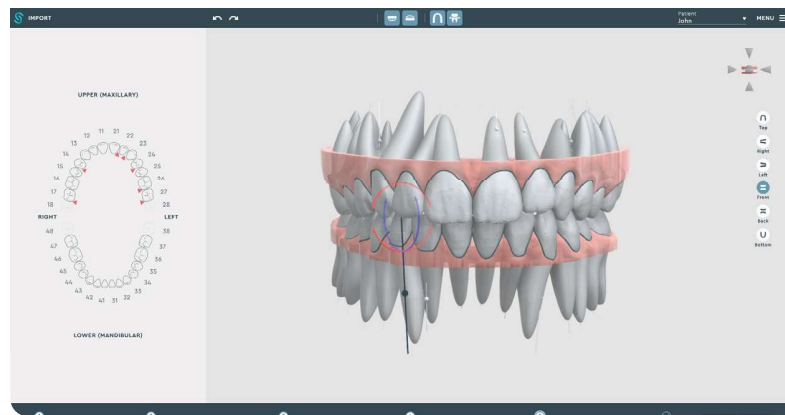 IMFORT
Patient
John
MENU
UPPER (MAXILLARY)
11 21
12 22
13 23
14 24
15 25
16 26
17 27
18 28
RIGHT LEFT
48 38
47 37
46 36
45 35
44 34
43 33
42 41 31 32
LOWER (MANDIBULAR)
Top
Right
Left
Front
Back
Bottom